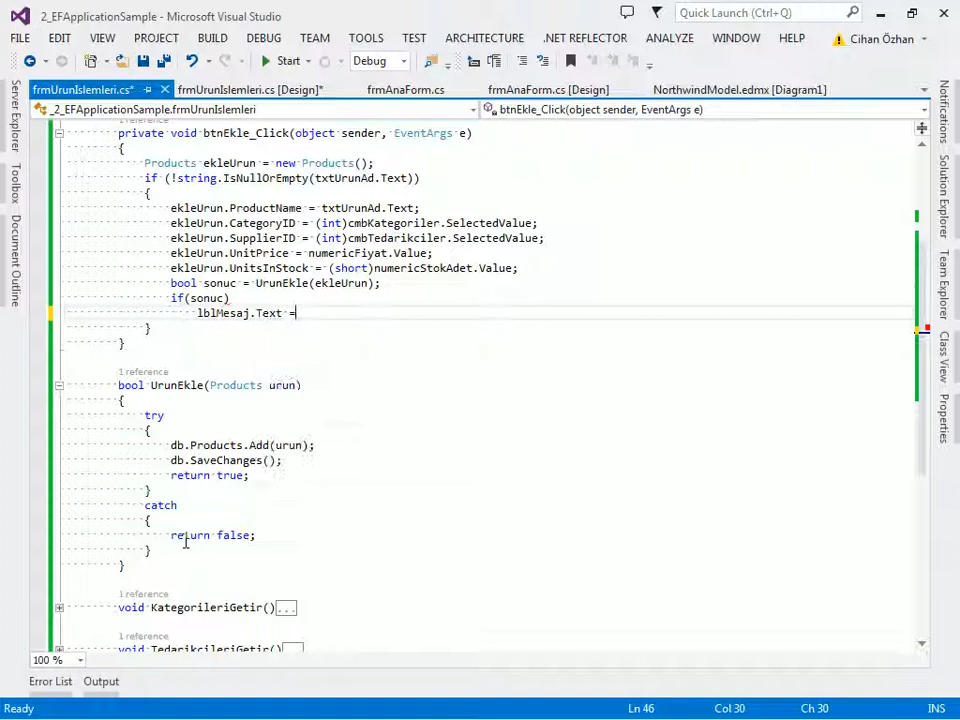 2_EFApplicationSample - Microsoft Visual Studio
Quick Launch (Ctrl+Q)
FILE EDIT VIEW PROJECT BUILD DEBUG TEAM TOOLS TEST ARCHITECTURE .NET REFLECTOR ANALYZE WINDOW HELP Cihan Özhan
Start Debug
frmUrunIslemleri.cs* frmUrunIslemleri.cs [Design]* frmAnaForm.cs frmAnaForm.cs [Design] NorthwindModel.edmx [Diagram1]
_2_EFApplicationSample.frmUrunIslemleri btnEkle_Click(object sender, EventArgs e)
Server Explorer
Toolbox
Document Outline
private void btnEkle_Click(object sender, EventArgs e)
{
Products ekleUrun = new Products();
if (!string.IsNullOrEmpty(txtUrunAd.Text))
{
ekleUrun.ProductName = txtUrunAd.Text;
ekleUrun.CategoryID = (int)cmbKategoriler.SelectedValue;
ekleUrun.SupplierID = (int)cmbTedarikciler.SelectedValue;
ekleUrun.UnitPrice = numericFiyat.Value;
ekleUrun.UnitsInStock = (short)numericStokAdet.Value;
bool sonuc = UrunEkle(ekleUrun);
if(sonuc)
lblMesaj.Text =
}
}
1 reference
bool UrunEkle(Products urun)
{
try
{
db.Products.Add(urun);
db.SaveChanges();
return true;
}
catch
{
return false;
}
}
1 reference
void KategorileriGetir()...
1 reference
void TedarikcileriGetir()
Notifications
Solution Explorer
Team Explorer
Class View
Properties
100 %
Error List Output
Ready Ln 46 Col 30 Ch 30 INS